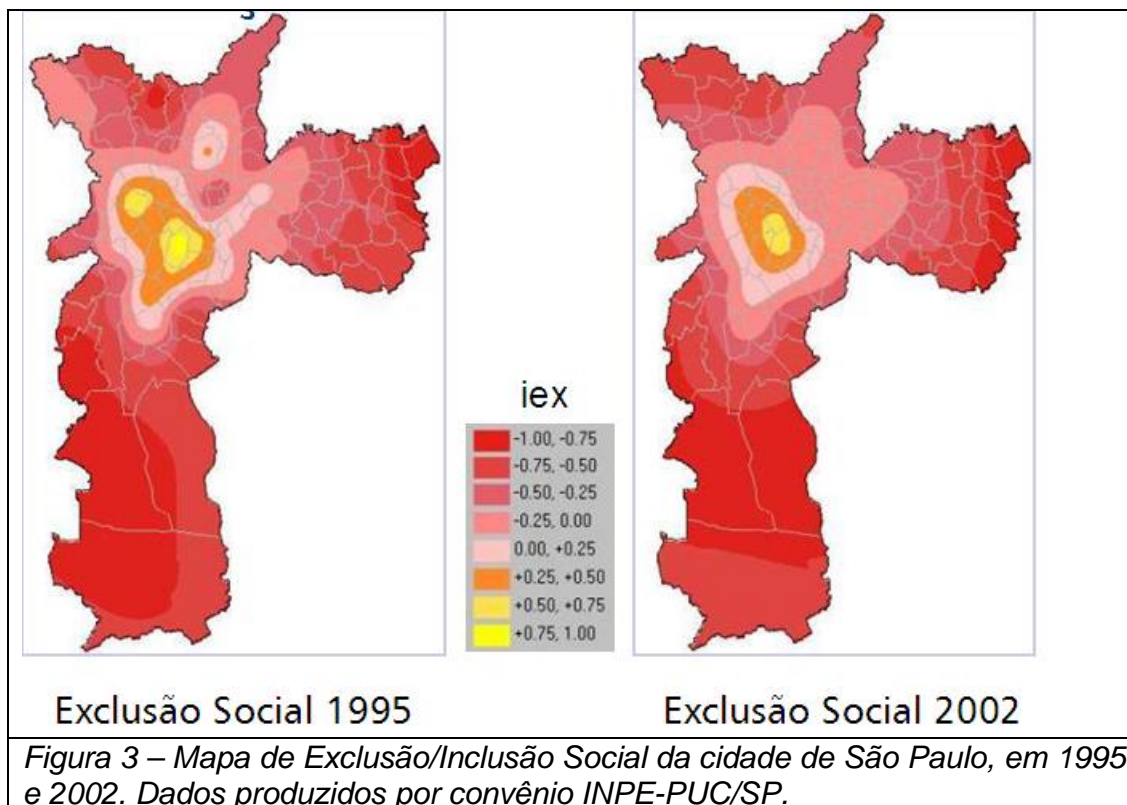 iex
-1.00, -0.75
-0.75, -0.50
-0.50, -0.25
-0.25, 0.00
0.00, +0.25
+0.25, +0.50
+0.50, +0.75
+0.75, 1.00
Exclusão Social 1995
Exclusão Social 2002
Figura 3 – Mapa de Exclusão/Inclusão Social da cidade de São Paulo, em 1995
e 2002. Dados produzidos por convênio INPE-PUC/SP.